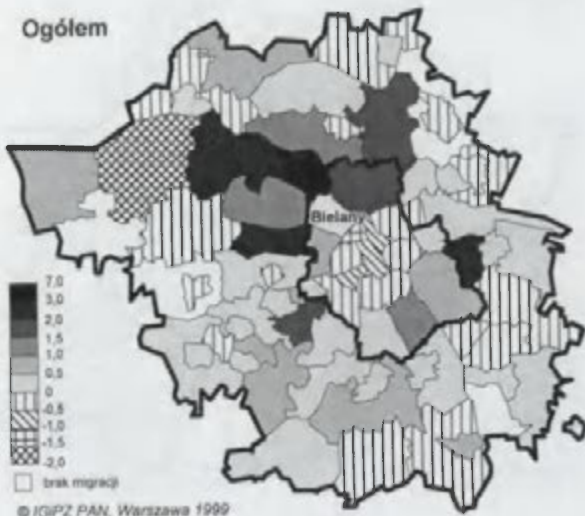 Ogółem
Bielany
7,0
3,0
2,0
1,5
1,0
0,5
0
-0,5
-1,0
-1,5
-2,0
brak migracji
© IGiPZ PAN, Warszawa 1999